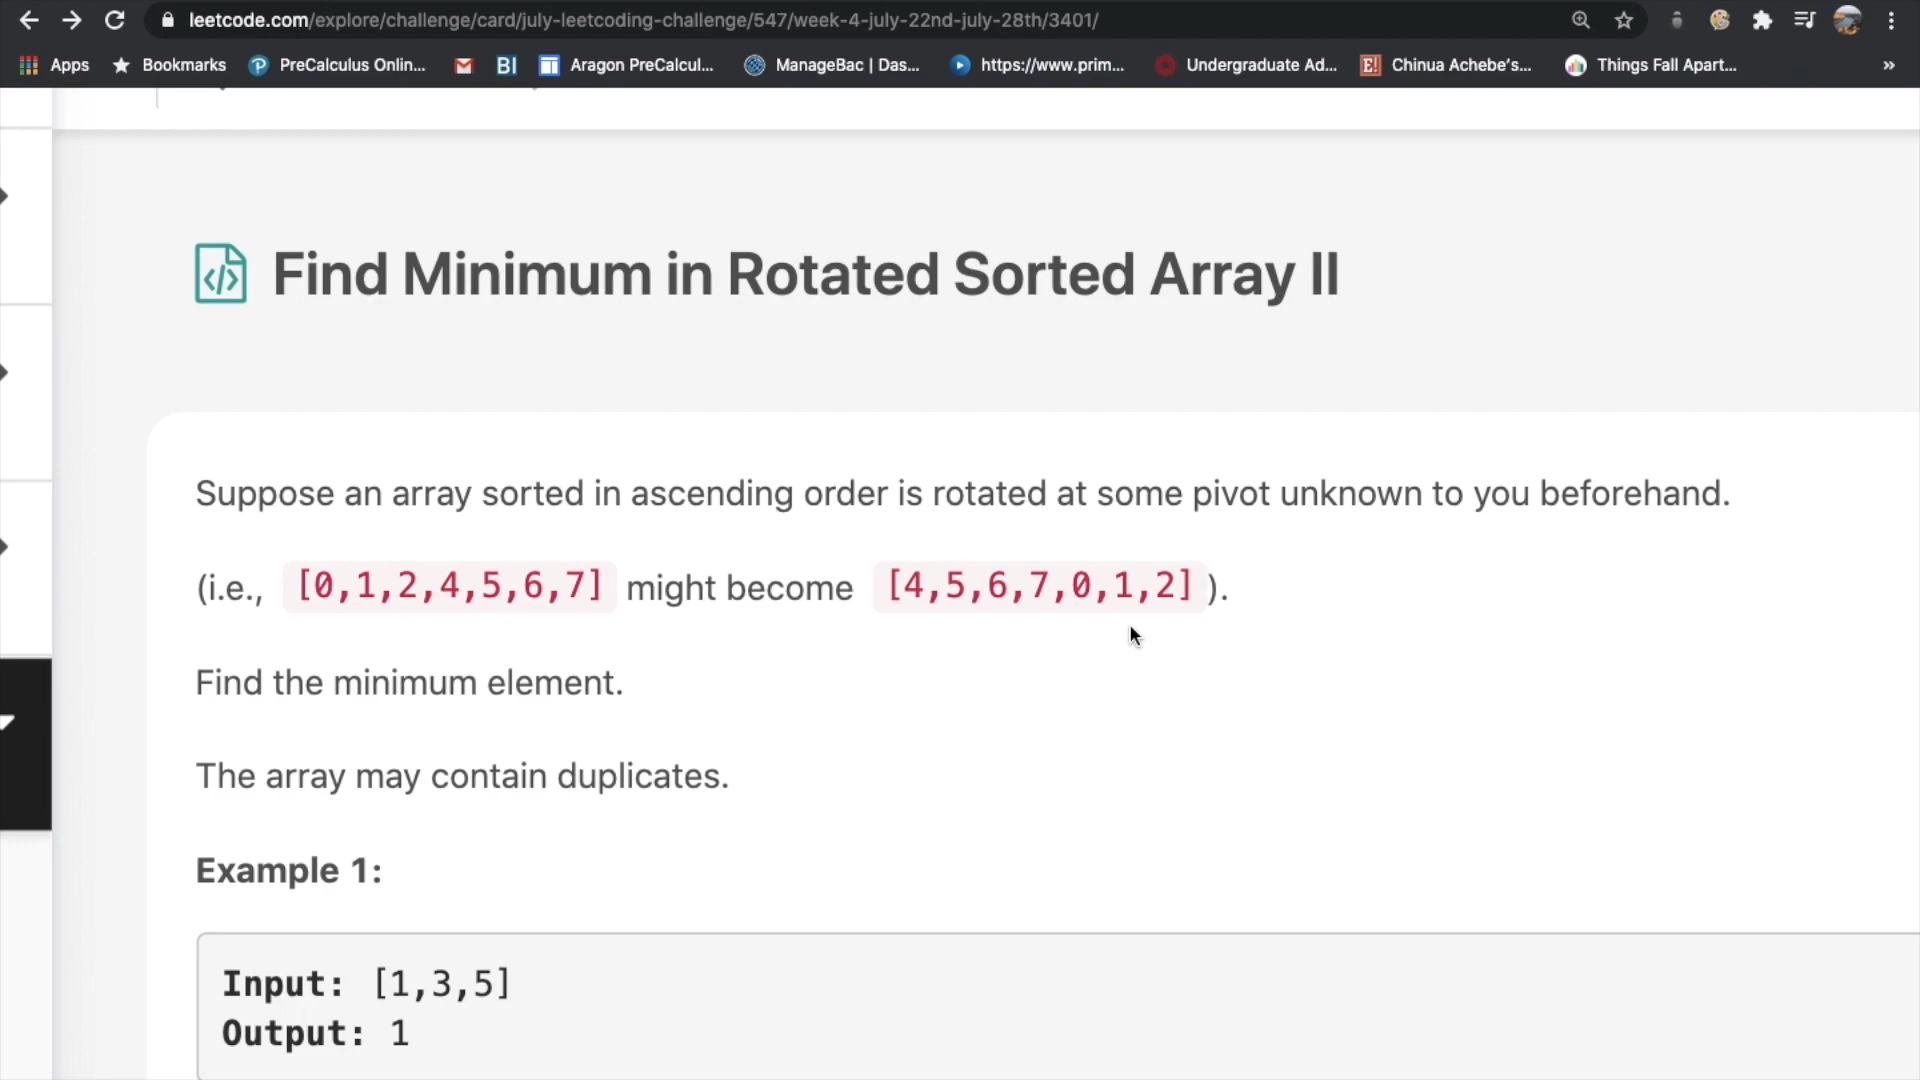 leetcode.com/explore/challenge/card/july-leetcoding-challenge/547/week-4-july-22nd-july-28th/3401/
Apps Bookmarks PreCalculus Onlin... BI Aragon PreCalcul... ManageBac | Das... https://www.prim... Undergraduate Ad... E! Chinua Achebe's... Things Fall Apart... »
</> Find Minimum in Rotated Sorted Array II
Suppose an array sorted in ascending order is rotated at some pivot unknown to you beforehand.
(i.e., [0,1,2,4,5,6,7] might become [4,5,6,7,0,1,2]).
Find the minimum element.
The array may contain duplicates.
Example 1:
Input: [1,3,5]
Output: 1